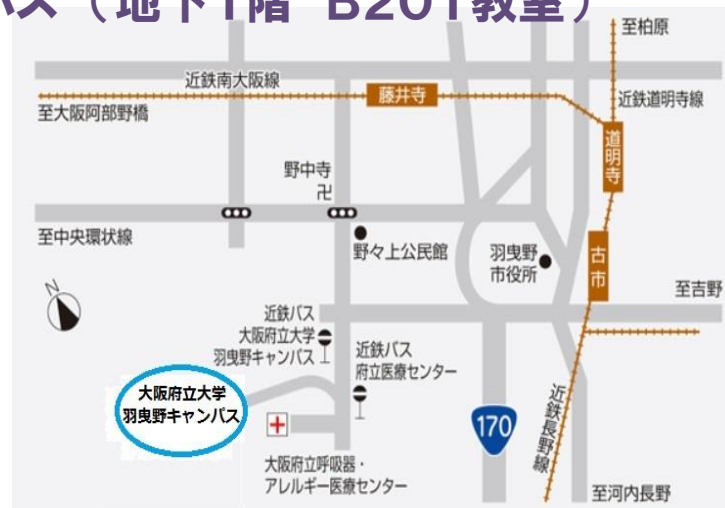 パス（地下1階 B201教室）
至柏原
近鉄南大阪線
藤井寺
至大阪阿部野橋
近鉄道明寺線
道明寺
野中寺
卍
至中央環状線
野々上公民館
羽曳野
市役所
古市
至吉野
N
近鉄バス
大阪府立大学
羽曳野キャンパス
近鉄バス
府立医療センター
大阪府立大学
羽曳野キャンパス
170
近鉄長野線
大阪府立呼吸器・
アレルギー医療センター
至河内長野